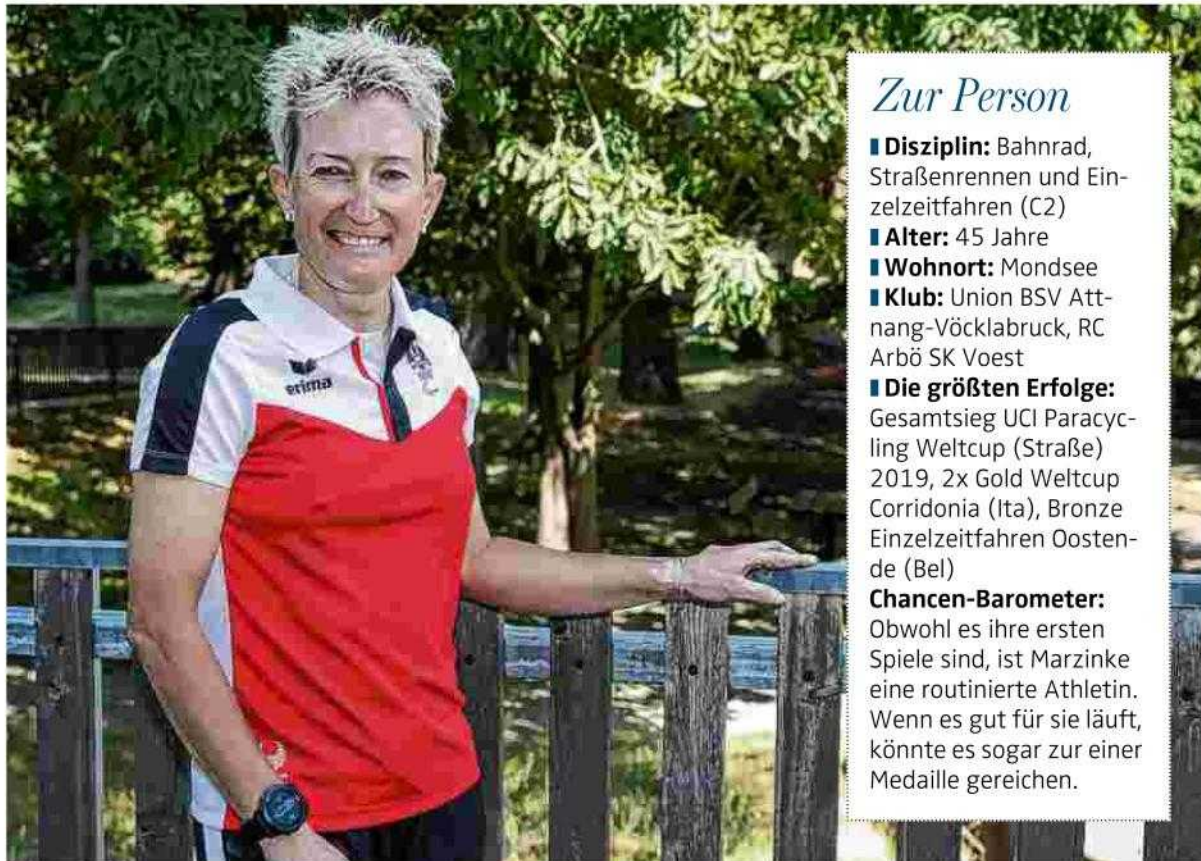 erima
Zur Person
Disziplin: Bahnrad,
Straßenrennen und Ein-
zelzeitfahren (C2)
Alter: 45 Jahre
Wohnort: Mondsee
Klub: Union BSV Att-
nang-Vöcklabruck, RC
Arbö SK Voest
Die größten Erfolge:
Gesamtsieg UCI Paracyc-
ling Weltcup (Straße)
2019, 2x Gold Weltcup
Corridonia (Ita), Bronze
Einzelzeitfahren Oosten-
de (Bel)
Chancen-Barometer:
Obwohl es ihre ersten
Spiele sind, ist Marzinke
eine routinierte Athletin.
Wenn es gut für sie läuft,
könnte es sogar zur einer
Medaille gereichen.